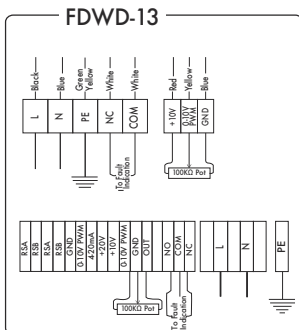 FDWD-13
Black
Blue
Green
Yellow
White
White
Red
Yellow
Blue
L
N
PE
NC
COM
+10V
0-10V
PWM
GND
To Fault
Indication
100KΩ Pot
RSA
RSB
RSA
RSB
GND
0-10V PWM
4-20mA
+20V
+10V
0-10V PWM
GND
OUT
NO
COM
NC
L
N
PE
100KΩ Pot
To Fault
Indication